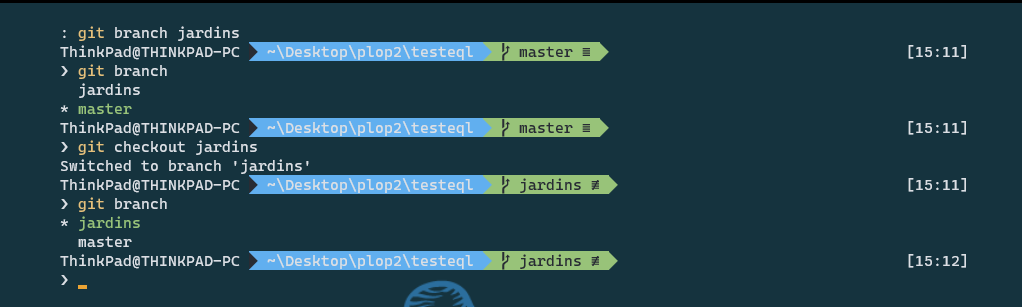 : git branch jardins
ThinkPad@THINKPAD-PC ~\Desktop\plop2\testeql master ≡ [15:11]
❯ git branch
jardins
* master
ThinkPad@THINKPAD-PC ~\Desktop\plop2\testeql master ≡ [15:11]
❯ git checkout jardins
Switched to branch 'jardins'
ThinkPad@THINKPAD-PC ~\Desktop\plop2\testeql jardins ≢ [15:11]
❯ git branch
* jardins
master
ThinkPad@THINKPAD-PC ~\Desktop\plop2\testeql jardins ≢ [15:12]
❯